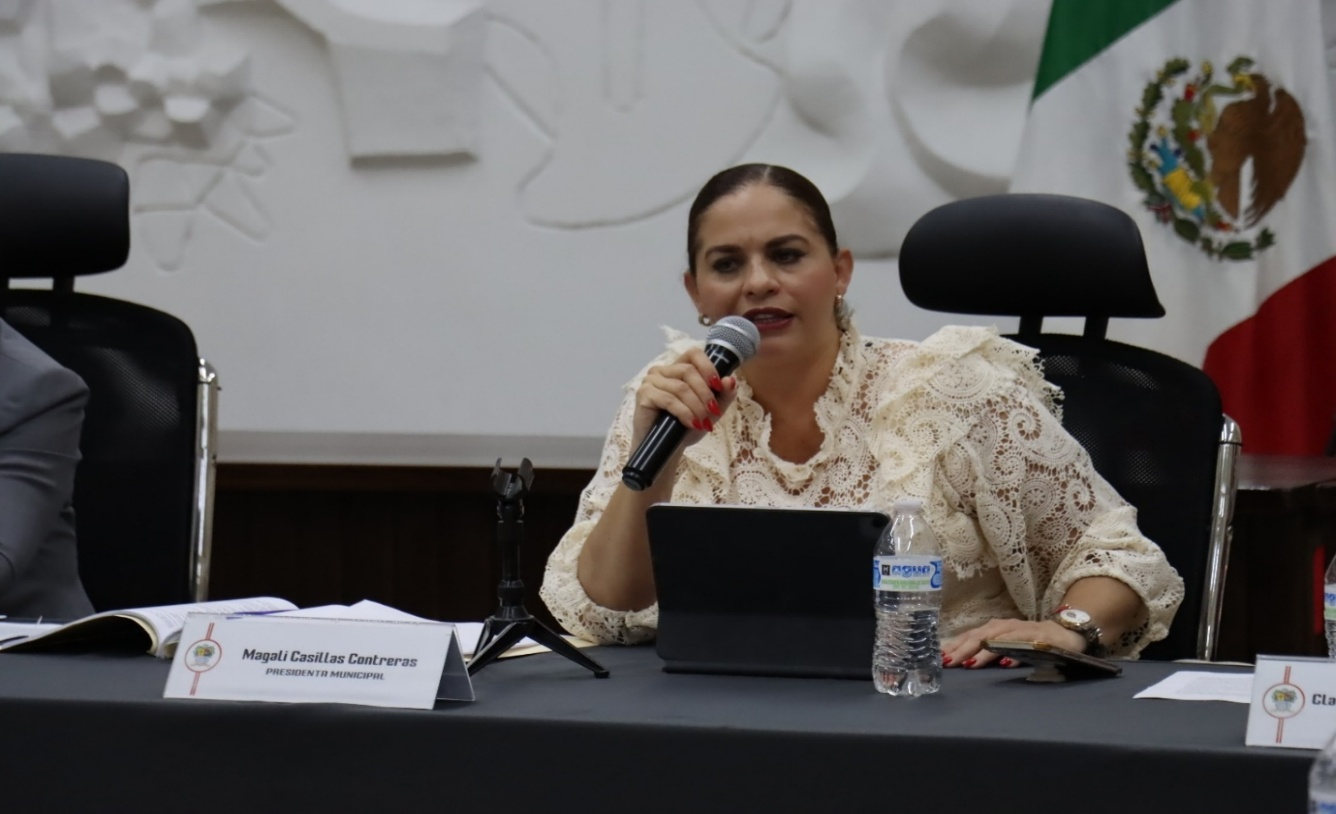 Magali Casillas Contreras
PRESIDENTA MUNICIPAL
Cla